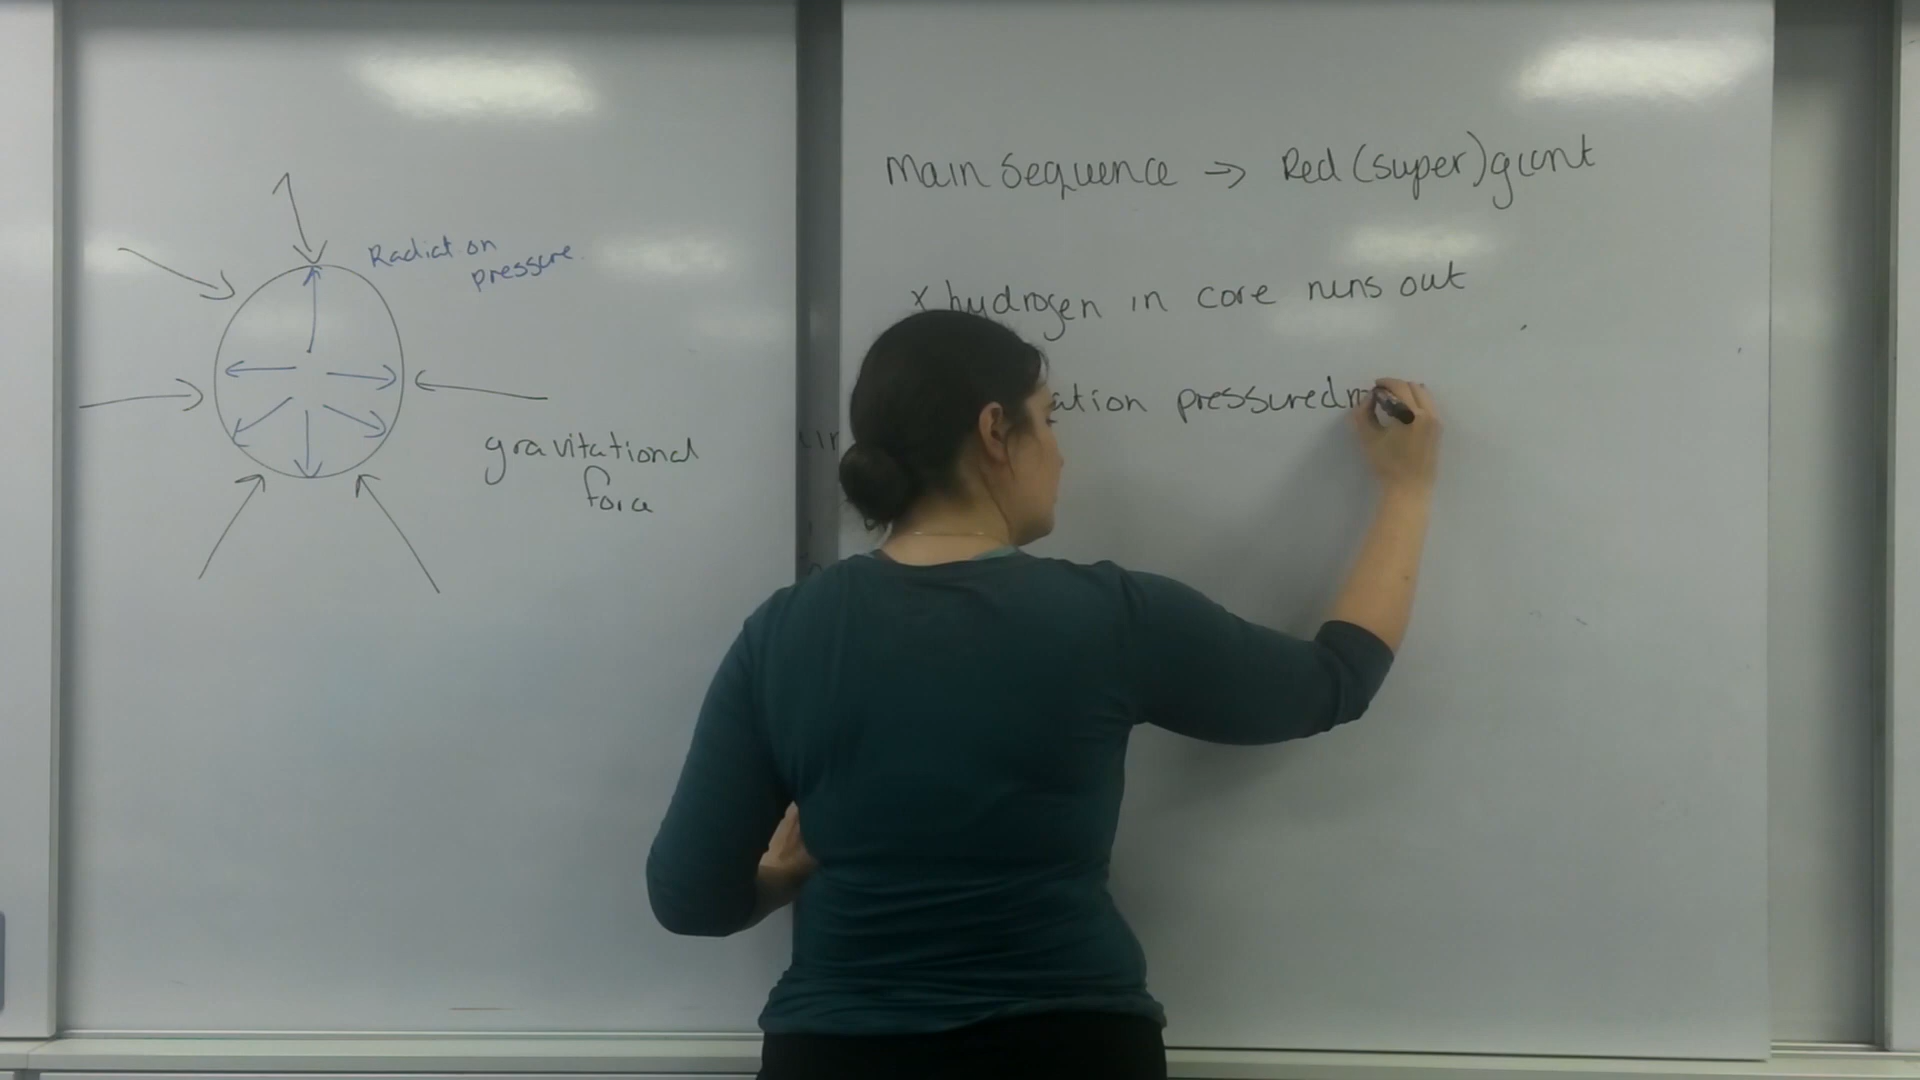 Radiation
pressure.
gravitational
force
Main Sequence → Red (super)giant
x hydrogen in core runs out
ation pressure